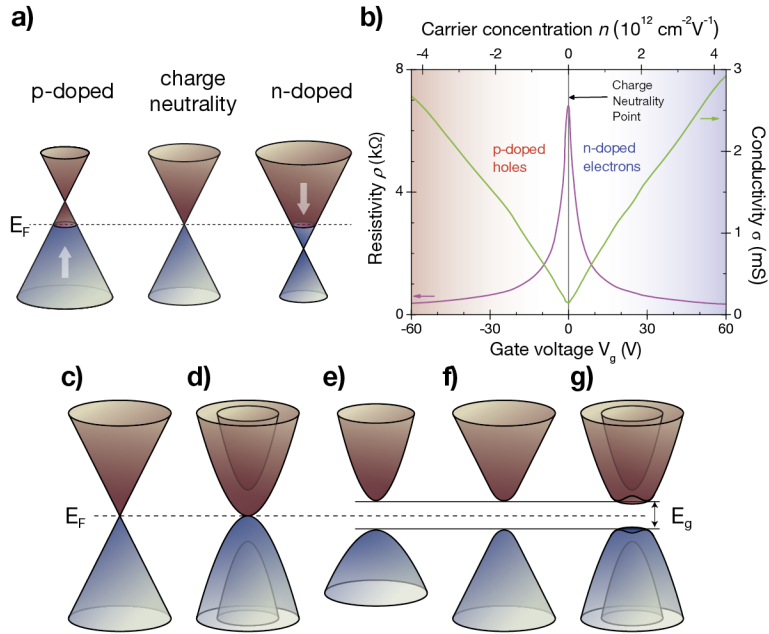 a)
p-doped
charge
neutrality
n-doped
E_F
b)
Carrier concentration n (10^12 cm^-2V^-1)
-4 -2 0 2 4
8
4
0
Resistivity ρ (kΩ)
3
2
1
0
Conductivity σ (mS)
Charge
Neutrality
Point
p-doped
holes
n-doped
electrons
-60 -30 0 30 60
Gate voltage V_g (V)
c) d) e) f) g)
E_F
E_g